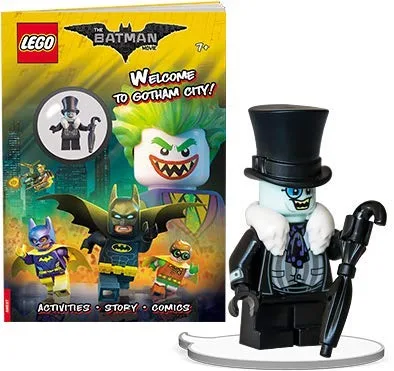 LEGO
THE
BATMAN
MOVIE
7+
WELCOME
TO GOTHAM CITY!
ACTIVITIES • STORY • COMICS